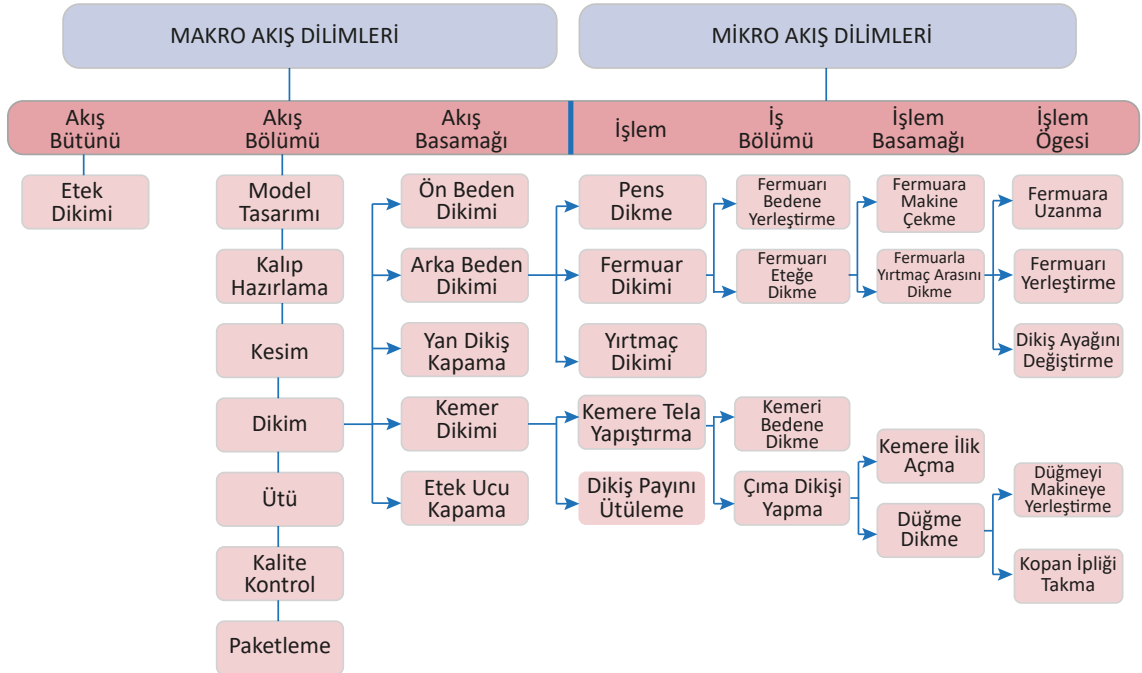 MAKRO AKIŞ DİLİMLERİ
MİKRO AKIŞ DİLİMLERİ
Akış
Bütünü
Akış
Bölümü
Akış
Basamağı
İşlem
İş
Bölümü
İşlem
Basamağı
İşlem
Ögesi
Etek
Dikimi
Model
Tasarımı
Kalıp
Hazırlama
Kesim
Dikim
Ütü
Kalite
Kontrol
Paketleme
Ön Beden
Dikimi
Arka Beden
Dikimi
Yan Dikiş
Kapama
Kemer
Dikimi
Etek Ucu
Kapama
Pens
Dikme
Fermuar
Dikimi
Yırtmaç
Dikimi
Kemere Tela
Yapıştırma
Dikiş Payını
Ütüleme
Fermuarı
Bedene
Yerleştirme
Fermuarı
Eteğe
Dikme
Kemeri
Bedene
Dikme
Çıma Dikişi
Yapma
Fermuara
Makine
Çekme
Fermuarla
Yırtmaç Arasını
Dikme
Kemere İlik
Açma
Düğme
Dikme
Fermuara
Uzanma
Fermuarı
Yerleştirme
Dikiş Ayağını
Değiştirme
Düğmeyi
Makineye
Yerleştirme
Kopan İpliği
Takma